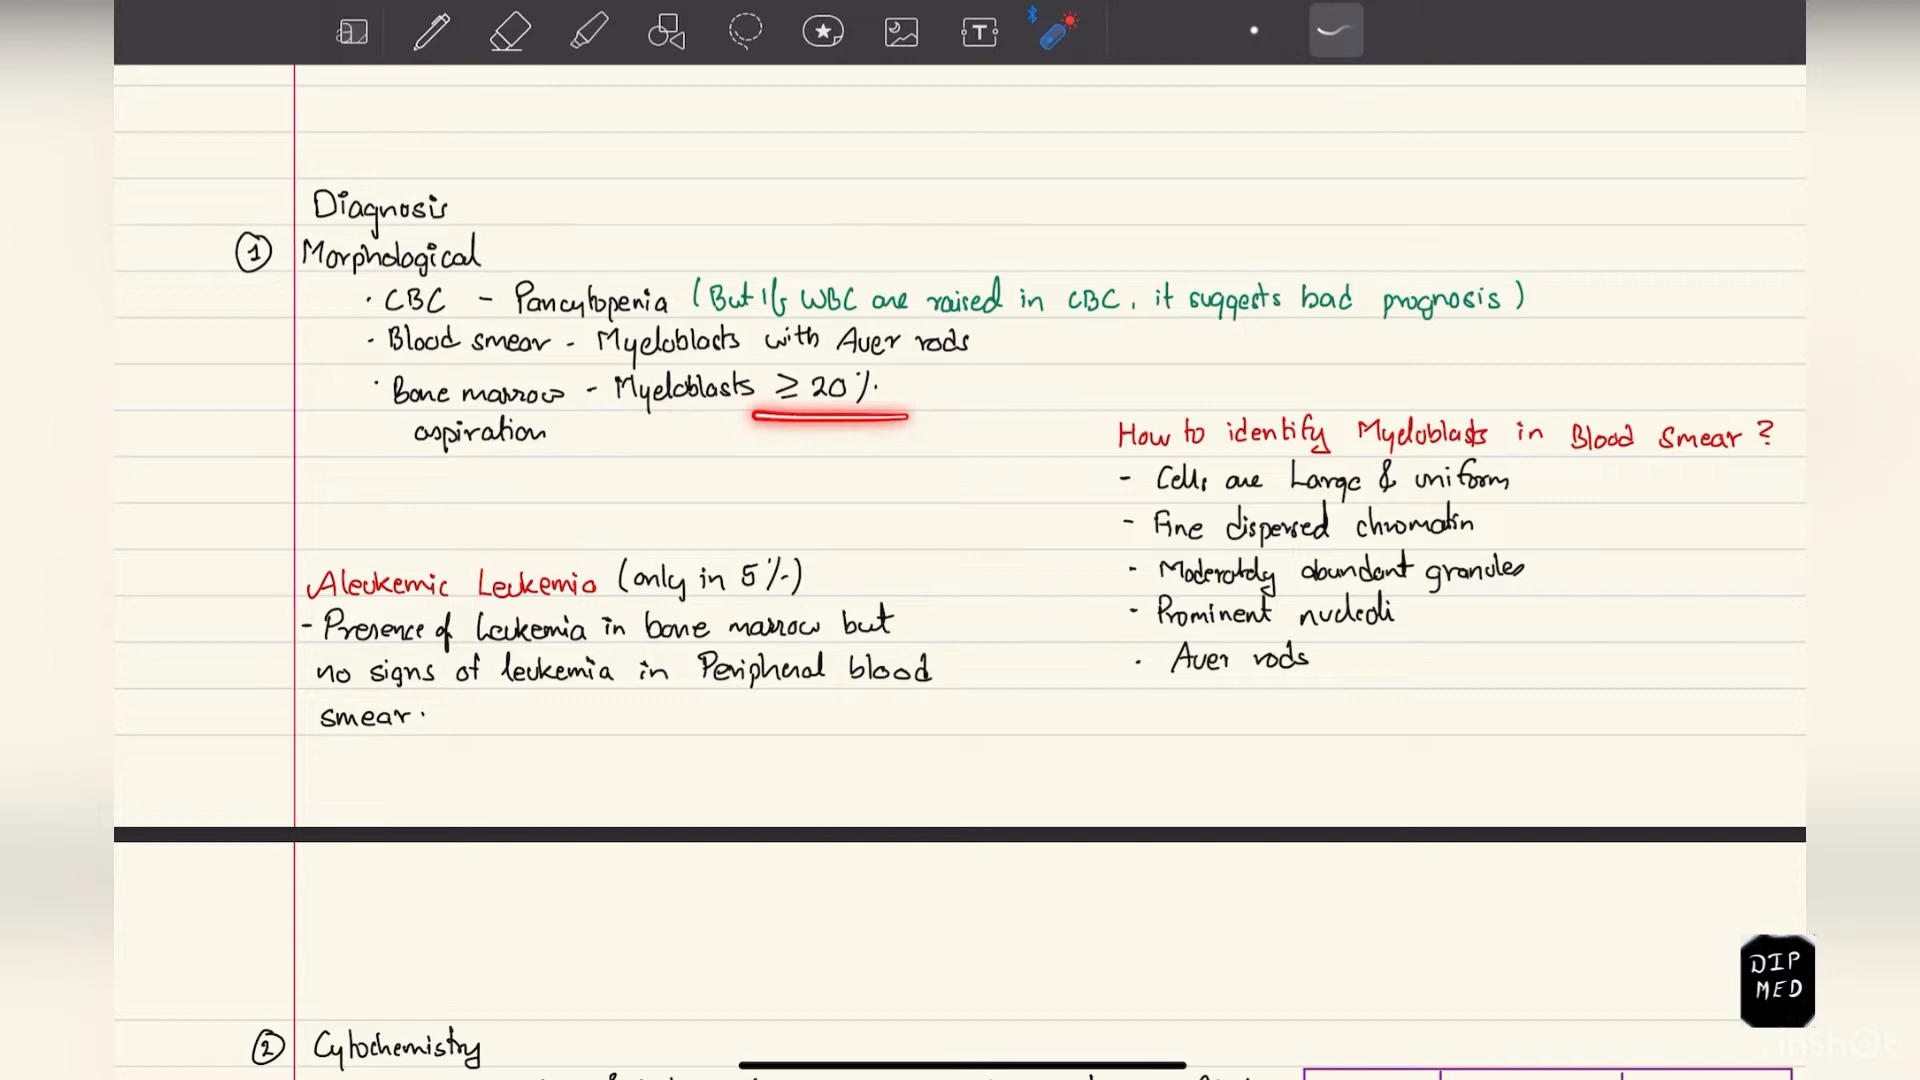 Diagnosis
① Morphological
· CBC - Pancytopenia (But if WBC are raised in CBC, it suggests bad prognosis)
· Blood smear - Myeloblasts with Auer rods
· Bone marrow - Myeloblasts ≥ 20%
aspiration
How to identify Myeloblasts in Blood Smear?
- Cells are Large & uniform
- Fine dispersed chromatin
- Moderately abundant granules
- Prominent nucleoli
· Auer rods
Aleukemic Leukemia (only in 5%)
- Presence of Leukemia in bone marrow but
no signs of leukemia in Peripheral blood
smear.
DIP
MED
② Cytochemistry
InShot